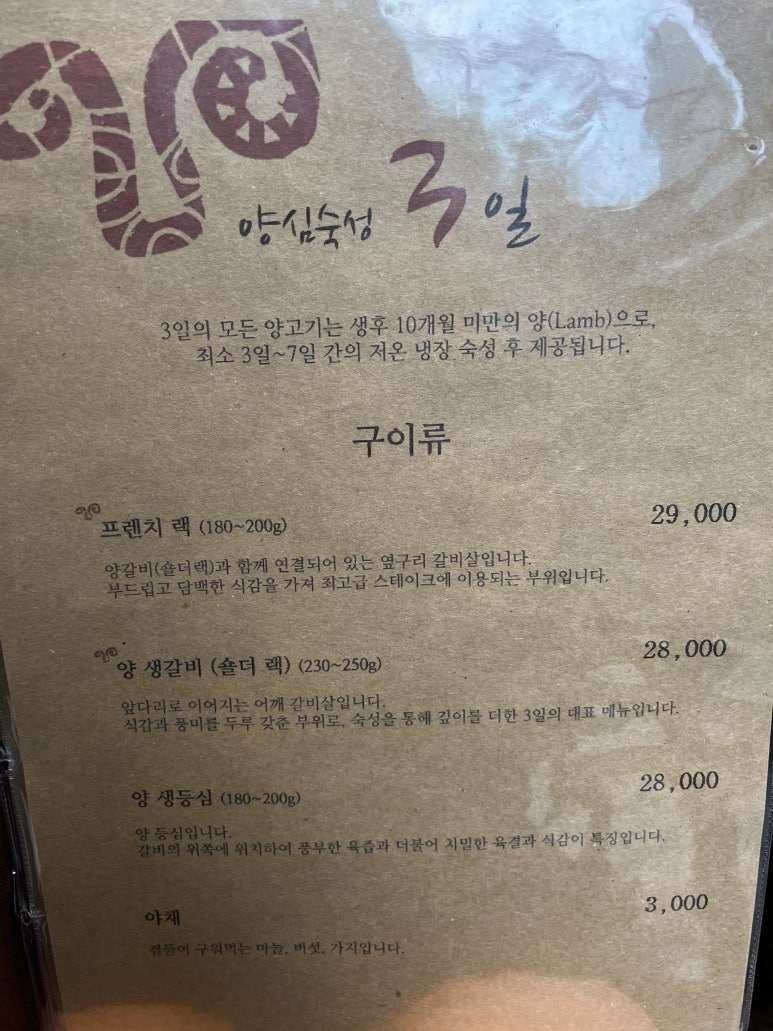 양심숙성 3일
3일의 모든 양고기는 생후 10개월 미만의 양(Lamb)으로,
최소 3일~7일 간의 저온 냉장 숙성 후 제공됩니다.
구이류
프렌치 랙 (180~200g) 29,000
양갈비(숄더랙)과 함께 연결되어 있는 옆구리 갈비살입니다.
부드럽고 담백한 식감을 가져 최고급 스테이크에 이용되는 부위입니다.
양 생갈비 (숄더 랙) (230~250g) 28,000
앞다리로 이어지는 어깨 갈비살입니다.
식감과 풍미를 두루 갖춘 부위로, 숙성을 통해 깊이를 더한 3일의 대표 메뉴입니다.
양 생등심 (180~200g) 28,000
양 등심입니다.
갈비의 위쪽에 위치하여 풍부한 육즙과 더불어 치밀한 육결과 식감이 특징입니다.
야채 3,000
곁들여 구워먹는 마늘, 버섯, 가지입니다.